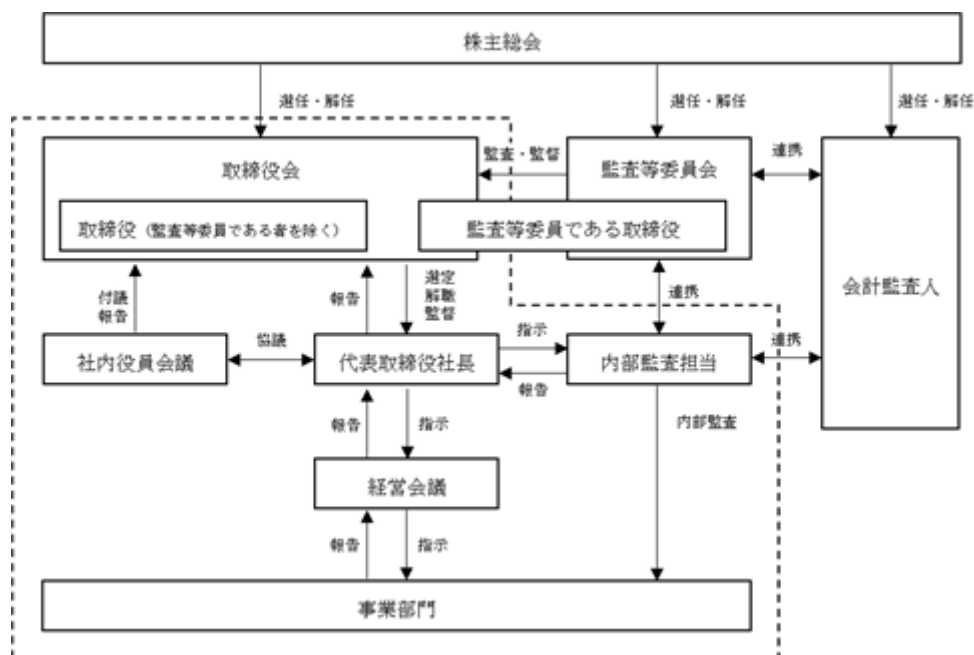 株主総会
選任・解任
選任・解任
選任・解任
取締役会
監査・監督
監査等委員会
連携
取締役（監査等委員である者を除く）
監査等委員である取締役
会計監査人
付議
報告
報告
選定
解職
監督
連携
社内役員会議
協議
代表取締役社長
指示
報告
内部監査担当
連携
報告
指示
内部監査
経営会議
報告
指示
事業部門